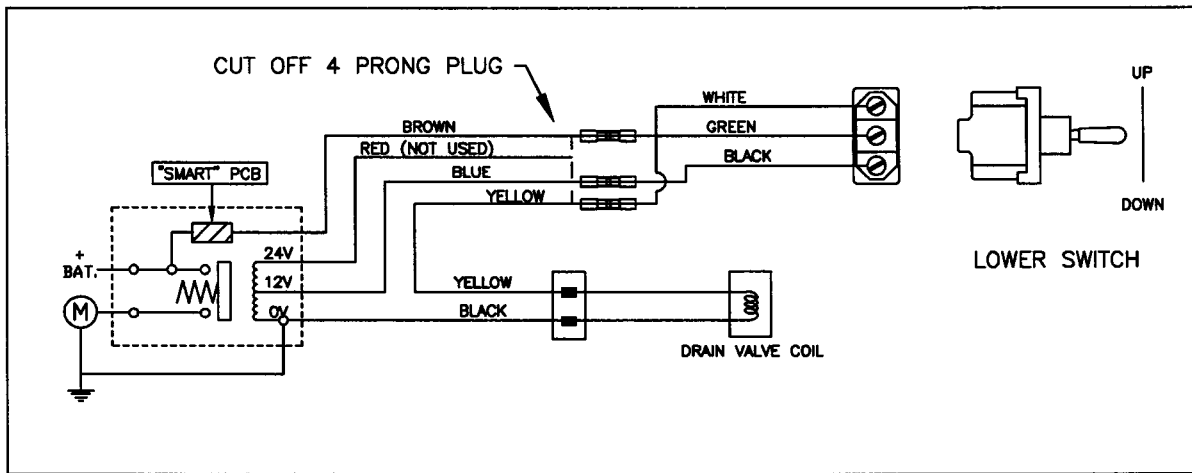 CUT OFF 4 PRONG PLUG
UP
WHITE
BROWN
GREEN
RED (NOT USED)
BLACK
"SMART" PCB
BLUE
YELLOW
DOWN
LOWER SWITCH
24V
+
BAT.
12V
YELLOW
M
0V
BLACK
DRAIN VALVE COIL